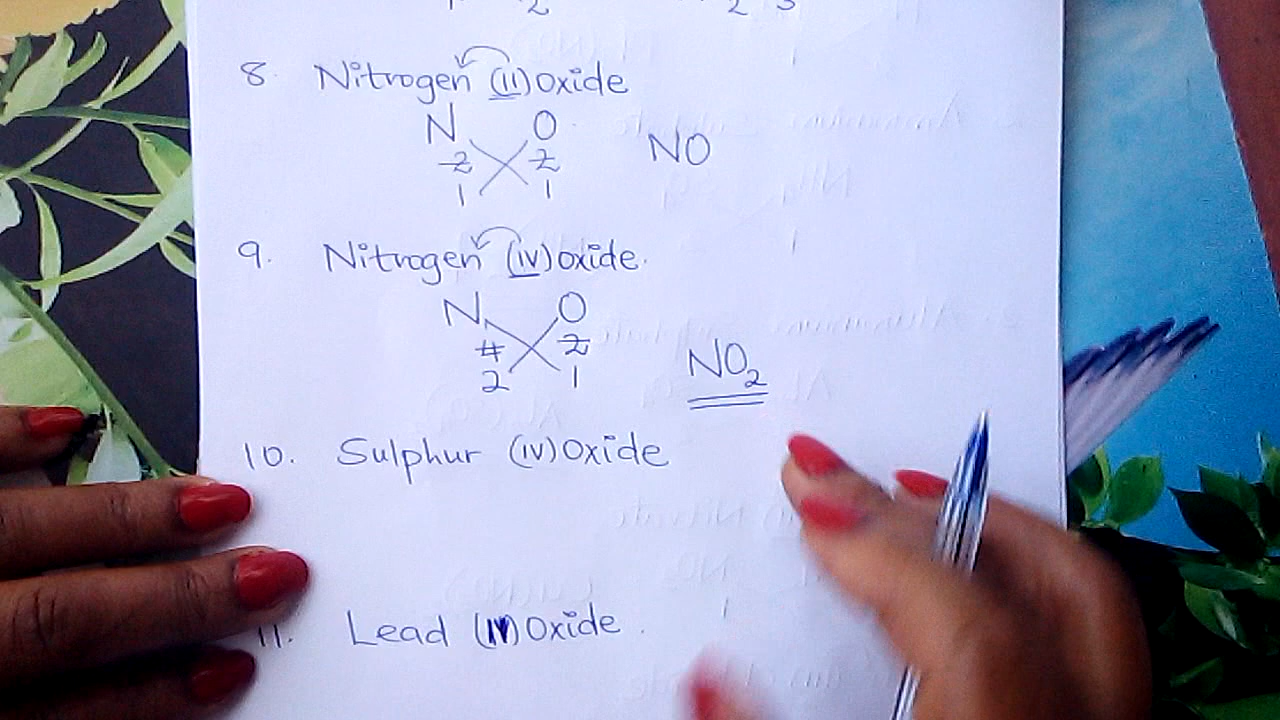 8. Nitrogen (II) Oxide
N O
2 2 NO
1 1
9. Nitrogen (IV) oxide.
N O
4 2 NO2
2 1
10. Sulphur (IV) Oxide
11. Lead (IV) Oxide.